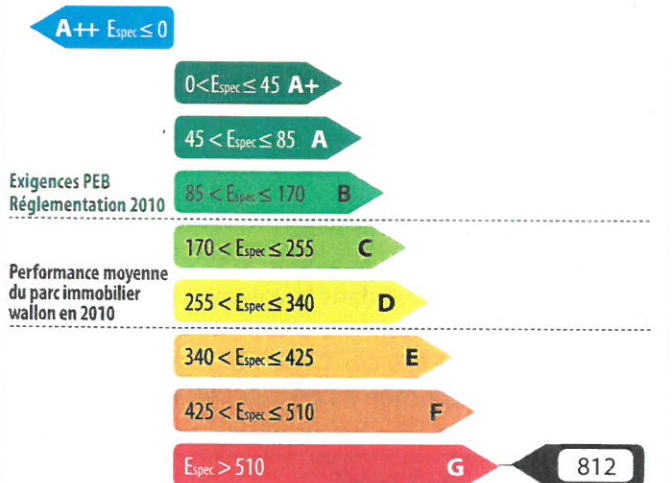 A++ Espec ≤ 0
0<Espec ≤ 45 A+
45 < Espec ≤ 85 A
Exigences PEB
Réglementation 2010
85 < Espec ≤ 170 B
170 < Espec ≤ 255 C
Performance moyenne
du parc immobilier
wallon en 2010
255 < Espec ≤ 340 D
340 < Espec ≤ 425 E
425 < Espec ≤ 510 F
Espec > 510 G 812